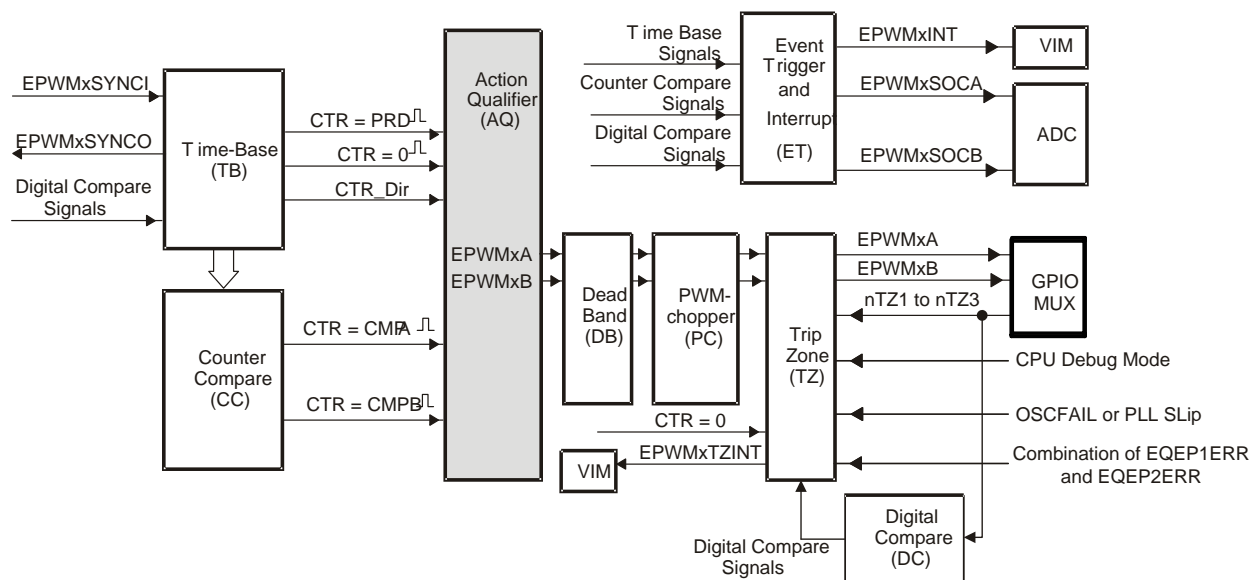 EPWMxSYNCI
EPWMxSYNCO
Digital Compare
Signals
Time-Base
(TB)
CTR = PRD
CTR = 0
CTR_Dir
Counter
Compare
(CC)
CTR = CMPA
CTR = CMPB
Action
Qualifier
(AQ)
EPWMxA
EPWMxB
Dead
Band
(DB)
PWM-
chopper
(PC)
Time Base
Signals
Counter Compare
Signals
Digital Compare
Signals
Event
Trigger
and
Interrupt
(ET)
EPWMxINT
EPWMxSOCA
EPWMxSOCB
VIM
ADC
Trip
Zone
(TZ)
EPWMxA
EPWMxB
nTZ1 to nTZ3
GPIO
MUX
CPU Debug Mode
OSCFAIL or PLL SLip
Combination of EQEP1ERR
and EQEP2ERR
CTR = 0
EPWMxTZINT
VIM
Digital Compare
Signals
Digital
Compare
(DC)